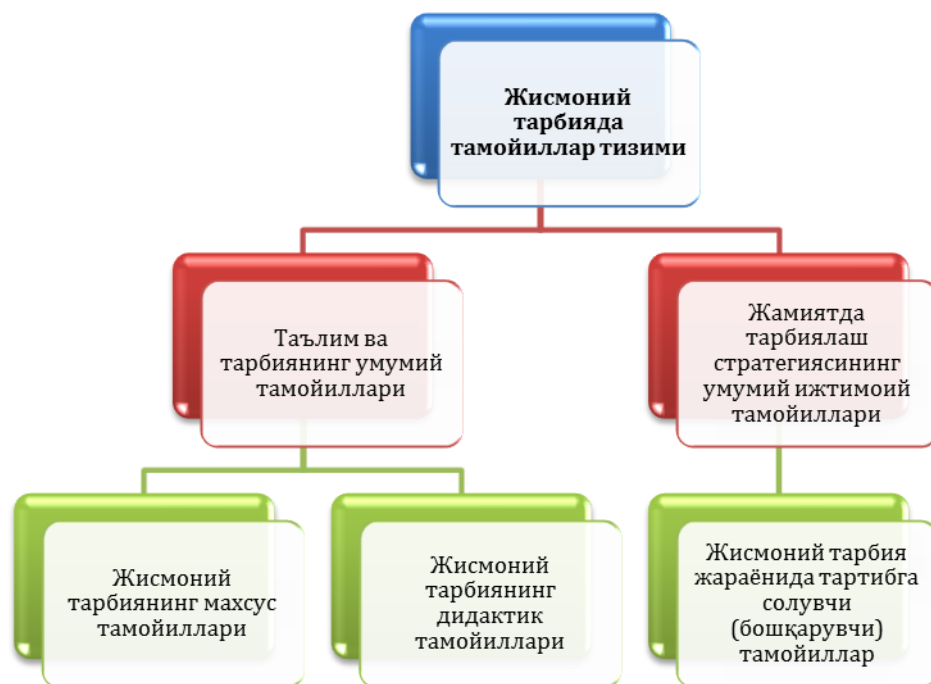 Жисмоний
тарбияда
тамойиллар тизими
Таълим ва
тарбиянинг умумий
тамойиллари
Жамиятда
тарбиялаш
стратегиясининг
умумий ижтимоий
тамойиллари
Жисмоний
тарбиянинг махсус
тамойиллари
Жисмоний
тарбиянинг
дидактик
тамойиллари
Жисмоний тарбия
жараёнида тартибга
солувчи
(бошқарувчи)
тамойиллар